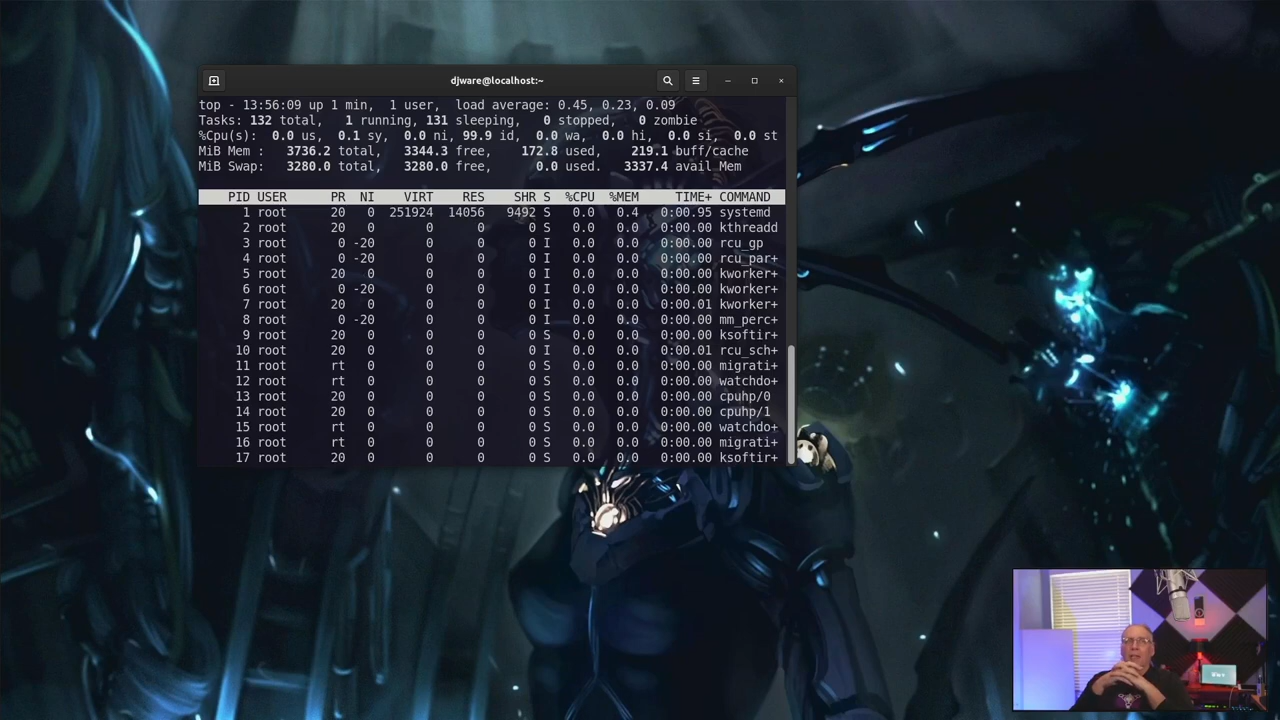 djware@localhost:~
top - 13:56:09 up 1 min,  1 user,  load average: 0.45, 0.23, 0.09
Tasks: 132 total,   1 running, 131 sleeping,   0 stopped,   0 zombie
%Cpu(s):  0.0 us,  0.1 sy,  0.0 ni, 99.9 id,  0.0 wa,  0.0 hi,  0.0 si,  0.0 st
MiB Mem :   3736.2 total,   3344.3 free,    172.8 used,    219.1 buff/cache
MiB Swap:   3280.0 total,   3280.0 free,      0.0 used.   3337.4 avail Mem
PID USER      PR  NI    VIRT    RES    SHR S  %CPU  %MEM     TIME+ COMMAND
1 root      20   0  251924  14056   9492 S   0.0   0.4   0:00.95 systemd
2 root      20   0       0      0      0 S   0.0   0.0   0:00.00 kthreadd
3 root       0 -20       0      0      0 I   0.0   0.0   0:00.00 rcu_gp
4 root       0 -20       0      0      0 I   0.0   0.0   0:00.00 rcu_par+
5 root      20   0       0      0      0 I   0.0   0.0   0:00.00 kworker+
6 root       0 -20       0      0      0 I   0.0   0.0   0:00.00 kworker+
7 root      20   0       0      0      0 I   0.0   0.0   0:00.01 kworker+
8 root       0 -20       0      0      0 I   0.0   0.0   0:00.00 mm_perc+
9 root      20   0       0      0      0 S   0.0   0.0   0:00.00 ksoftir+
10 root      20   0       0      0      0 I   0.0   0.0   0:00.01 rcu_sch+
11 root      rt   0       0      0      0 S   0.0   0.0   0:00.00 migrati+
12 root      rt   0       0      0      0 S   0.0   0.0   0:00.00 watchdo+
13 root      20   0       0      0      0 S   0.0   0.0   0:00.00 cpuhp/0
14 root      20   0       0      0      0 S   0.0   0.0   0:00.00 cpuhp/1
15 root      rt   0       0      0      0 S   0.0   0.0   0:00.00 watchdo+
16 root      rt   0       0      0      0 S   0.0   0.0   0:00.00 migrati+
17 root      20   0       0      0      0 S   0.0   0.0   0:00.00 ksoftir+